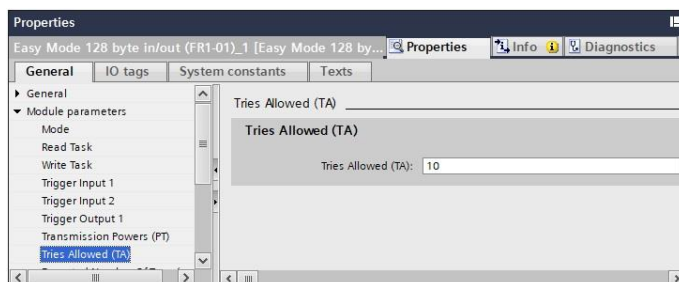 Properties
Easy Mode 128 byte in/out (FR1-01)_1 [Easy Mode 128 by... Properties Info Diagnostics
General IO tags System constants Texts
General
Module parameters
Mode
Read Task
Write Task
Trigger Input 1
Trigger Input 2
Trigger Output 1
Transmission Powers (PT)
Tries Allowed (TA)
Tries Allowed (TA)
Tries Allowed (TA)
Tries Allowed (TA): 10